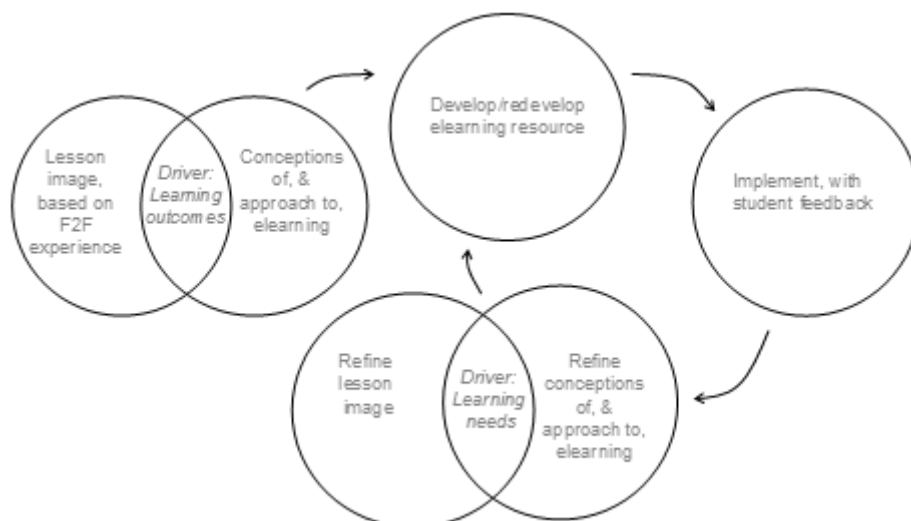 Lesson
image,
based on
F2F
experience
Driver:
Learning
outcomes
Conceptions
of, &
approach to,
elearning
Develop/redevelop
elearning resource
Implement, with
student feedback
Refine
lesson
image
Driver:
Learning
needs
Refine
conceptions
of, &
approach to,
elearning